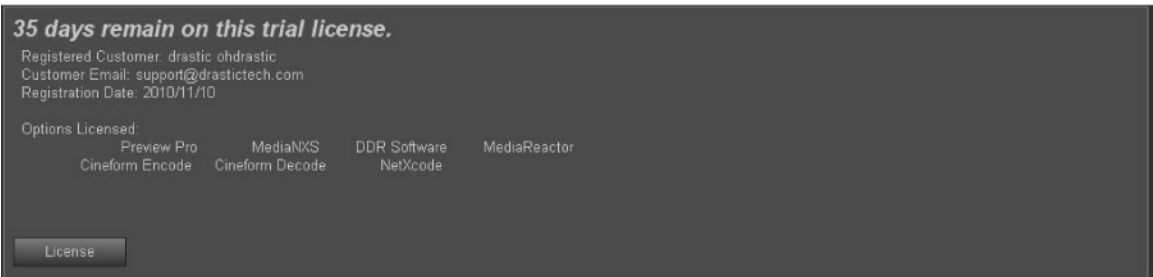 35 days remain on this trial license.
Registered Customer: drastic ohdrastic
Customer Email: support@drastictech.com
Registration Date: 2010/11/10
Options Licensed:
Preview Pro MediaNXS DDR Software MediaReactor
Cineform Encode Cineform Decode NetXcode
License